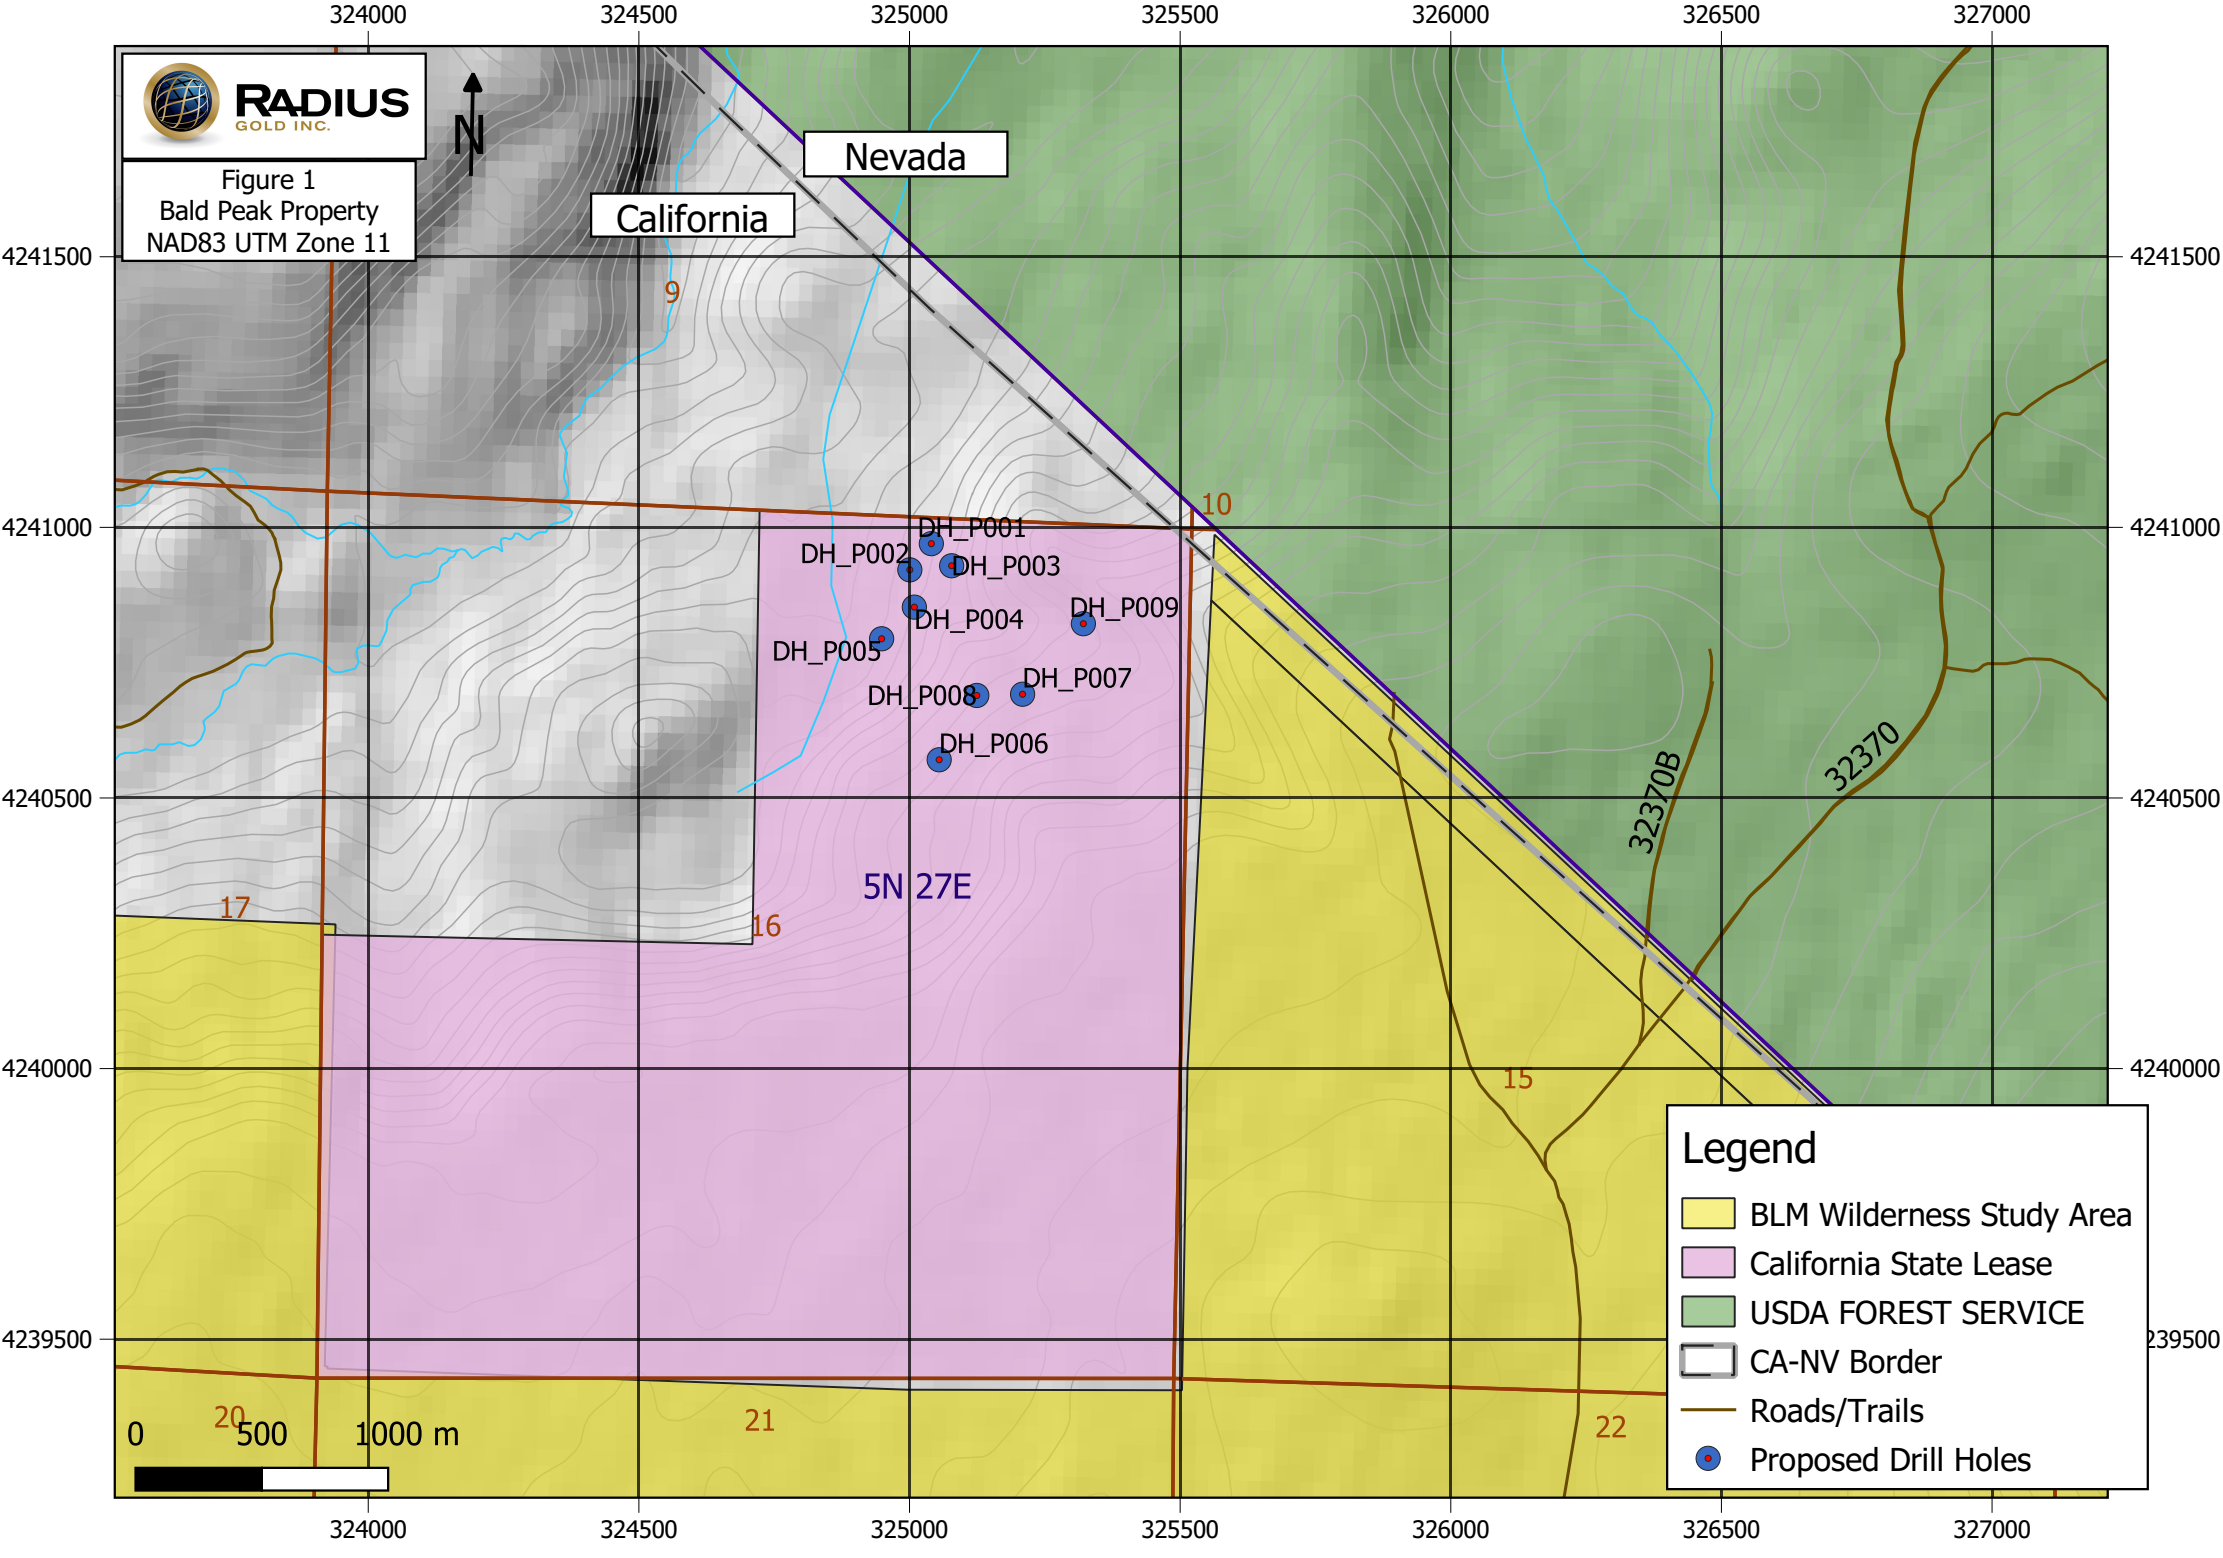 324000 324500 325000 325500 326000 326500 327000
RADIUS
GOLD INC.
N
Figure 1
Bald Peak Property
NAD83 UTM Zone 11
Nevada
California
4241500
4241500
9
10
4241000
4241000
DH_P001
DH_P002
DH_P003
DH_P004
DH_P009
DH_P005
DH_P007
DH_P008
DH_P006
32370B
32370
4240500
4240500
5N 27E
17
16
4240000
4240000
15
Legend
BLM Wilderness Study Area
California State Lease
USDA FOREST SERVICE
CA-NV Border
Roads/Trails
Proposed Drill Holes
4239500
239500
20
21
22
0 500 1000 m
324000 324500 325000 325500 326000 326500 327000